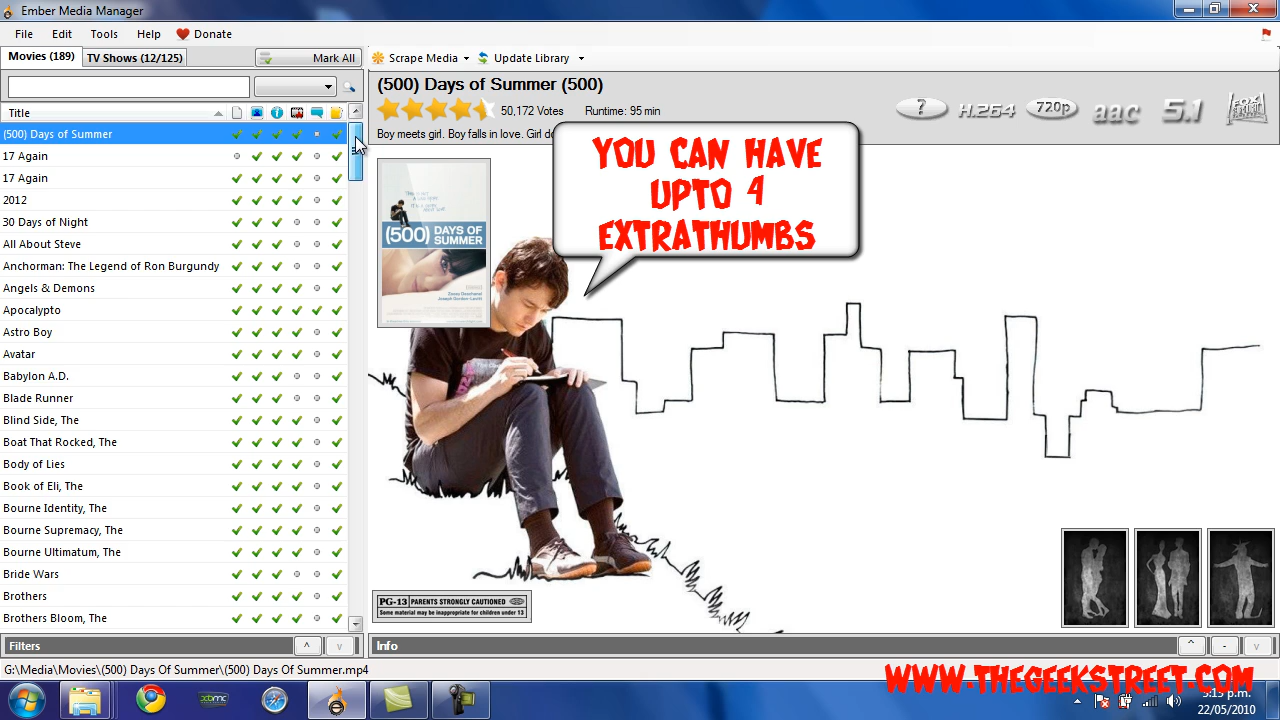 Ember Media Manager
File Edit Tools Help Donate
Movies (189) TV Shows (12/125) Mark All
Scrape Media Update Library
(500) Days of Summer (500)
50,172 Votes Runtime: 95 min
? H.264 720p aac 5.1
Boy meets girl. Boy falls in love. Girl do
YOU CAN HAVE
UPTO 4
EXTRATHUMBS
Title
(500) Days of Summer
17 Again
17 Again
2012
30 Days of Night
All About Steve
Anchorman: The Legend of Ron Burgundy
Angels & Demons
Apocalypto
Astro Boy
Avatar
Babylon A.D.
Blade Runner
Blind Side, The
Boat That Rocked, The
Body of Lies
Book of Eli, The
Bourne Identity, The
Bourne Supremacy, The
Bourne Ultimatum, The
Bride Wars
Brothers
Brothers Bloom, The
(500) DAYS OF
SUMMER
PG-13 PARENTS STRONGLY CAUTIONED
Some material may be inappropriate for children under 13
Filters ^ v
Info ^ - v
G:\Media\Movies\(500) Days Of Summer\(500) Days Of Summer.mp4
WWW.THEGEEKSTREET.COM
xbmc
22/05/2010